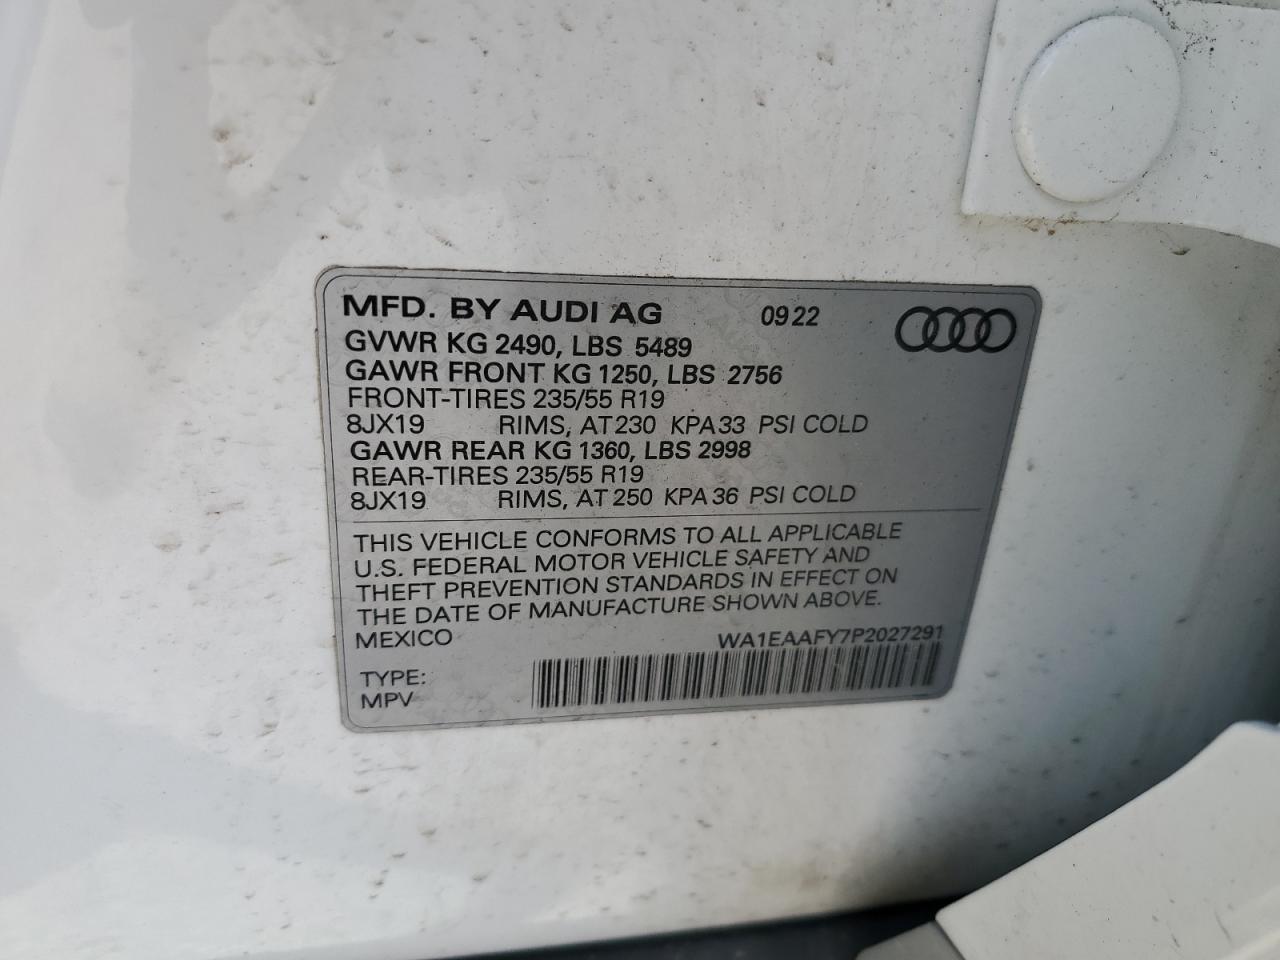 MFD. BY AUDI AG 09 22
GVWR KG 2490, LBS 5489
GAWR FRONT KG 1250, LBS 2756
FRONT-TIRES 235/55 R19
8JX19 RIMS, AT 230 KPA 33 PSI COLD
GAWR REAR KG 1360, LBS 2998
REAR-TIRES 235/55 R19
8JX19 RIMS, AT 250 KPA 36 PSI COLD
THIS VEHICLE CONFORMS TO ALL APPLICABLE
U.S. FEDERAL MOTOR VEHICLE SAFETY AND
THEFT PREVENTION STANDARDS IN EFFECT ON
THE DATE OF MANUFACTURE SHOWN ABOVE.
MEXICO WA1EAAFY7P2027291
TYPE:
MPV